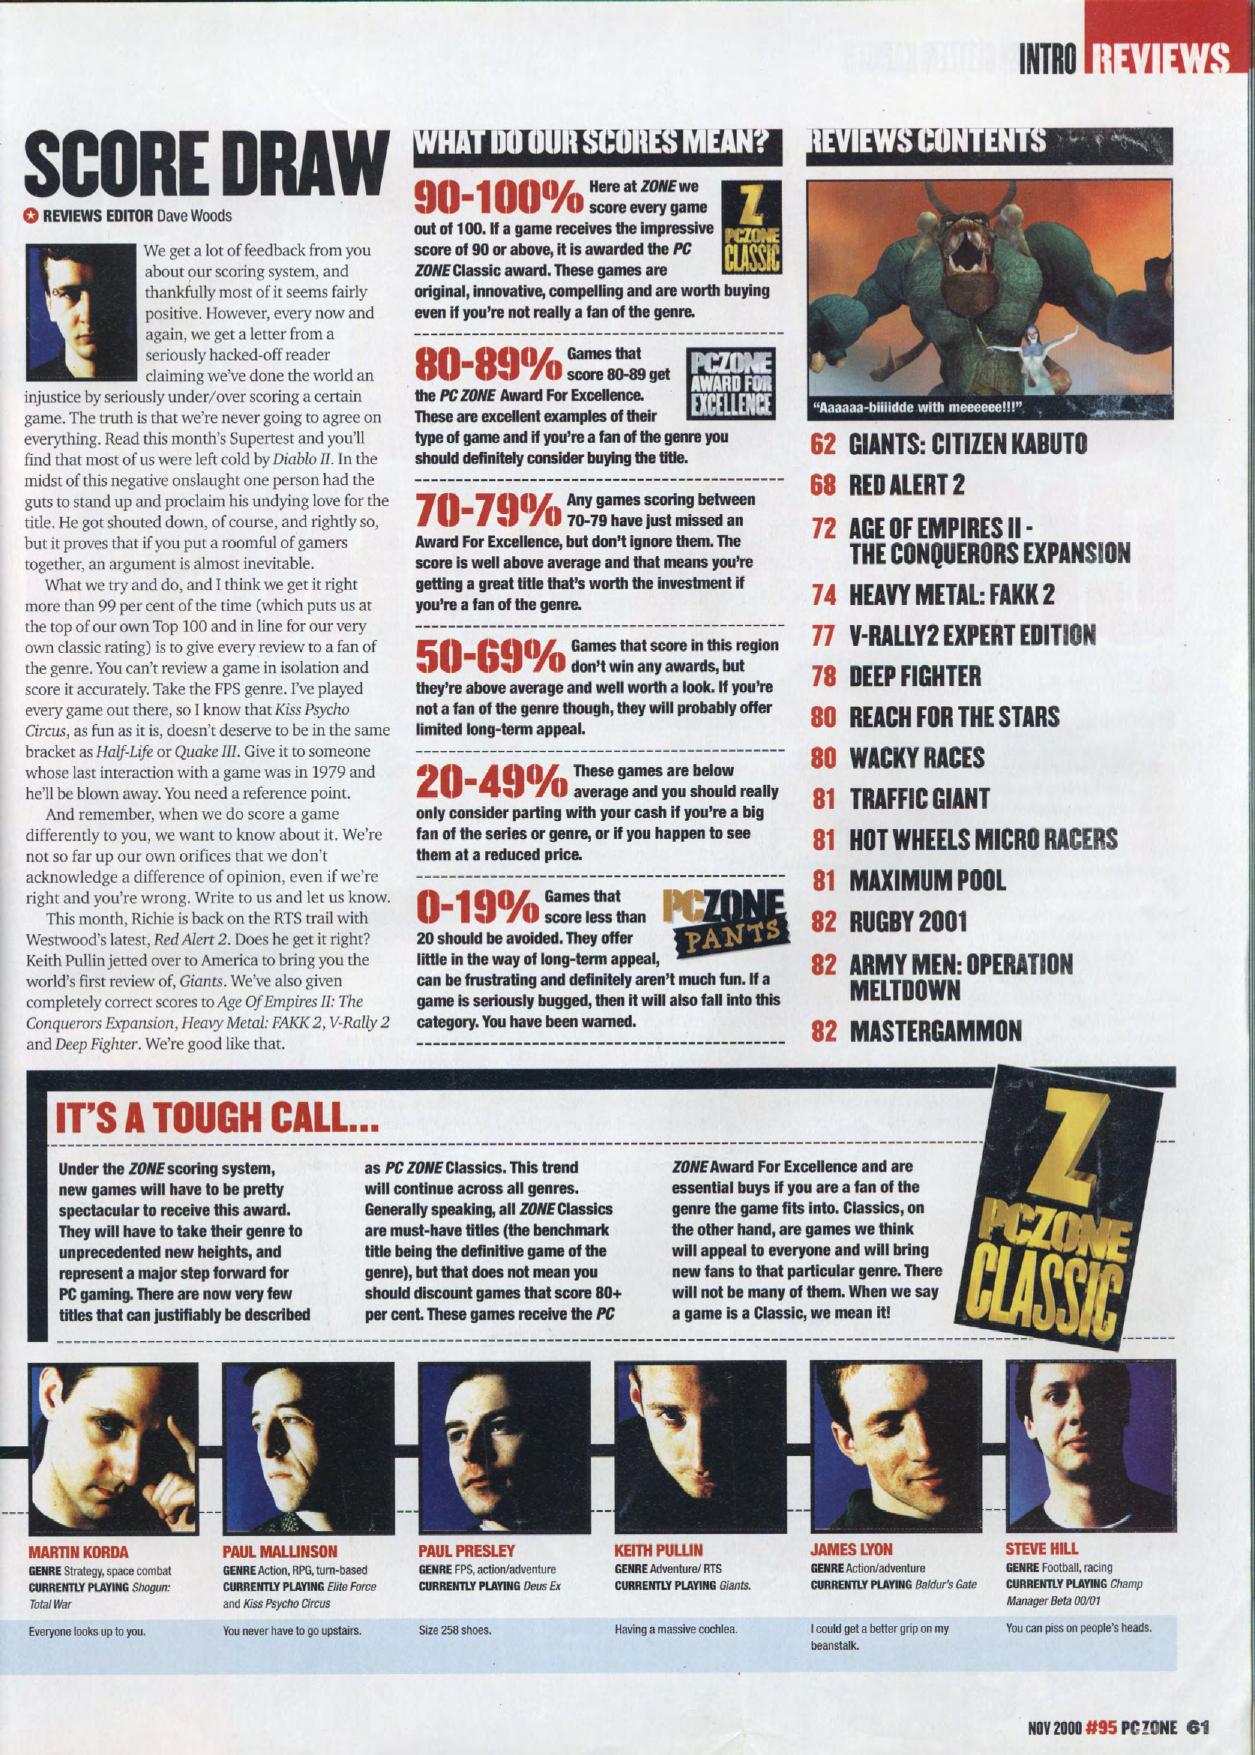 INTRO REVIEWS
SCORE DRAW
REVIEWS EDITOR Dave Woods
We get a lot of feedback from you
about our scoring system, and
thankfully most of it seems fairly
positive. However, every now and
again, we get a letter from a
seriously hacked-off reader
claiming we've done the world an
injustice by seriously under/over scoring a certain
game. The truth is that we're never going to agree on
everything. Read this month's Supertest and you'll
find that most of us were left cold by Diablo II. In the
midst of this negative onslaught one person had the
guts to stand up and proclaim his undying love for the
title. He got shouted down, of course, and rightly so,
but it proves that if you put a roomful of gamers
together, an argument is almost inevitable.
What we try and do, and I think we get it right
more than 99 per cent of the time (which puts us at
the top of our own Top 100 and in line for our very
own classic rating) is to give every review to a fan of
the genre. You can't review a game in isolation and
score it accurately. Take the FPS genre. I've played
every game out there, so I know that Kiss Psycho
Circus, as fun as it is, doesn't deserve to be in the same
bracket as Half-Life or Quake III. Give it to someone
whose last interaction with a game was in 1979 and
he'll be blown away. You need a reference point.
And remember, when we do score a game
differently to you, we want to know about it. We're
not so far up our own orifices that we don't
acknowledge a difference of opinion, even if we're
right and you're wrong. Write to us and let us know.
This month, Richie is back on the RTS trail with
Westwood's latest, Red Alert 2. Does he get it right?
Keith Pullin jetted over to America to bring you the
world's first review of, Giants. We've also given
completely correct scores to Age Of Empires II: The
Conquerors Expansion, Heavy Metal: FAKK 2, V-Rally 2
and Deep Fighter. We're good like that.
WHAT DO OUR SCORES MEAN?
90-100% Here at ZONE we
score every game
out of 100. If a game receives the impressive
score of 90 or above, it is awarded the PC
ZONE Classic award. These games are
original, innovative, compelling and are worth buying
even if you're not really a fan of the genre.
Z
PCZONE
CLASSIC
80-89% Games that
score 80-89 get
the PC ZONE Award For Excellence.
These are excellent examples of their
type of game and if you're a fan of the genre you
should definitely consider buying the title.
PCZONE
AWARD FOR
EXCELLENCE
70-79% Any games scoring between
70-79 have just missed an
Award For Excellence, but don't ignore them. The
score is well above average and that means you're
getting a great title that's worth the investment if
you're a fan of the genre.
50-69% Games that score in this region
don't win any awards, but
they're above average and well worth a look. If you're
not a fan of the genre though, they will probably offer
limited long-term appeal.
20-49% These games are below
average and you should really
only consider parting with your cash if you're a big
fan of the series or genre, or if you happen to see
them at a reduced price.
0-19% Games that
score less than
20 should be avoided. They offer
little in the way of long-term appeal,
can be frustrating and definitely aren't much fun. If a
game is seriously bugged, then it will also fall into this
category. You have been warned.
PCZONE
PANTS
REVIEWS CONTENTS
"Aaaaaa-biiiidde with meeeeee!!!"
62 GIANTS: CITIZEN KABUTO
68 RED ALERT 2
72 AGE OF EMPIRES II -
THE CONQUERORS EXPANSION
74 HEAVY METAL: FAKK 2
77 V-RALLY2 EXPERT EDITION
78 DEEP FIGHTER
80 REACH FOR THE STARS
80 WACKY RACES
81 TRAFFIC GIANT
81 HOT WHEELS MICRO RACERS
81 MAXIMUM POOL
82 RUGBY 2001
82 ARMY MEN: OPERATION
MELTDOWN
82 MASTERGAMMON
IT'S A TOUGH CALL...
Under the ZONE scoring system,
new games will have to be pretty
spectacular to receive this award.
They will have to take their genre to
unprecedented new heights, and
represent a major step forward for
PC gaming. There are now very few
titles that can justifiably be described
as PC ZONE Classics. This trend
will continue across all genres.
Generally speaking, all ZONE Classics
are must-have titles (the benchmark
title being the definitive game of the
genre), but that does not mean you
should discount games that score 80+
per cent. These games receive the PC
ZONE Award For Excellence and are
essential buys if you are a fan of the
genre the game fits into. Classics, on
the other hand, are games we think
will appeal to everyone and will bring
new fans to that particular genre. There
will not be many of them. When we say
a game is a Classic, we mean it!
Z
PCZONE
CLASSIC
MARTIN KORDA
GENRE Strategy, space combat
CURRENTLY PLAYING Shogun:
Total War
Everyone looks up to you.
PAUL MALLINSON
GENRE Action, RPG, turn-based
CURRENTLY PLAYING Elite Force
and Kiss Psycho Circus
You never have to go upstairs.
PAUL PRESLEY
GENRE FPS, action/adventure
CURRENTLY PLAYING Deus Ex
Size 258 shoes.
KEITH PULLIN
GENRE Adventure/ RTS
CURRENTLY PLAYING Giants.
Having a massive cochlea.
JAMES LYON
GENRE Action/adventure
CURRENTLY PLAYING Baldur's Gate
I could get a better grip on my
beanstalk.
STEVE HILL
GENRE Football, racing
CURRENTLY PLAYING Champ
Manager Beta 00/01
You can piss on people's heads.
NOV 2000 #95 PCZONE 61